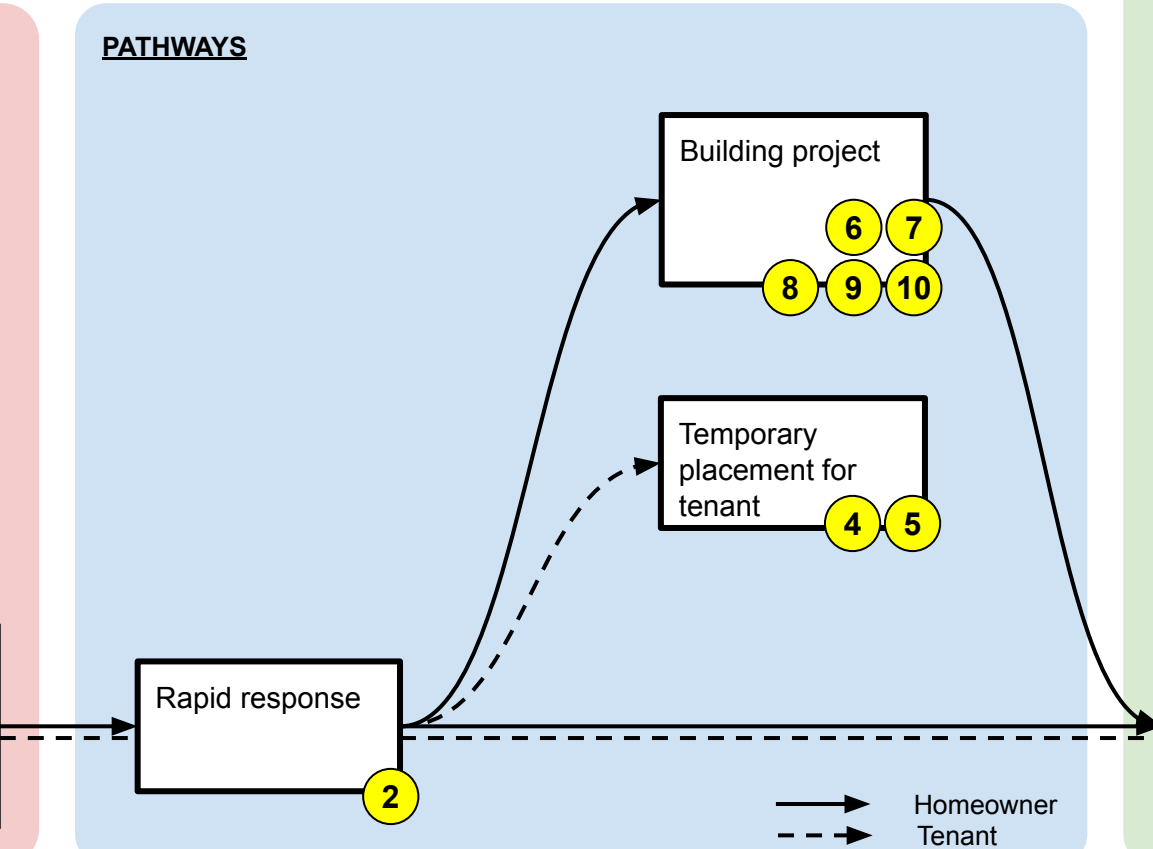 PATHWAYS
Building project
6 7
8 9 10
Temporary
placement for
tenant
4 5
Rapid response
2
Homeowner
Tenant